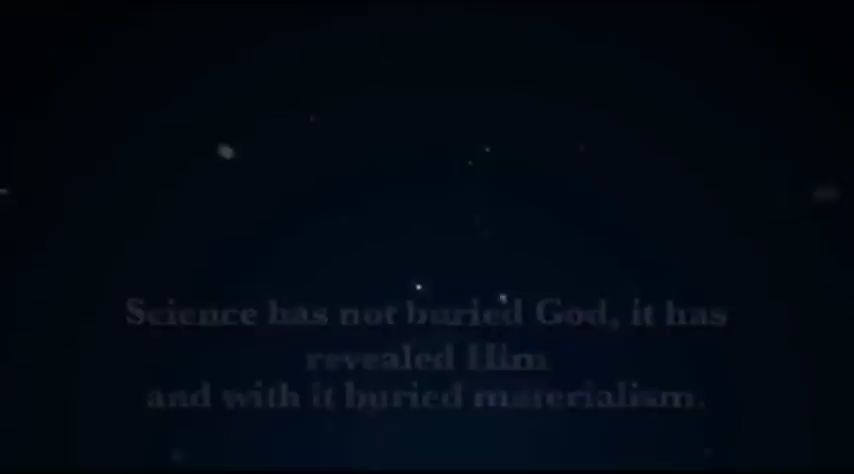 Science has not buried God, it has
revealed Him
and with it buried materialism.